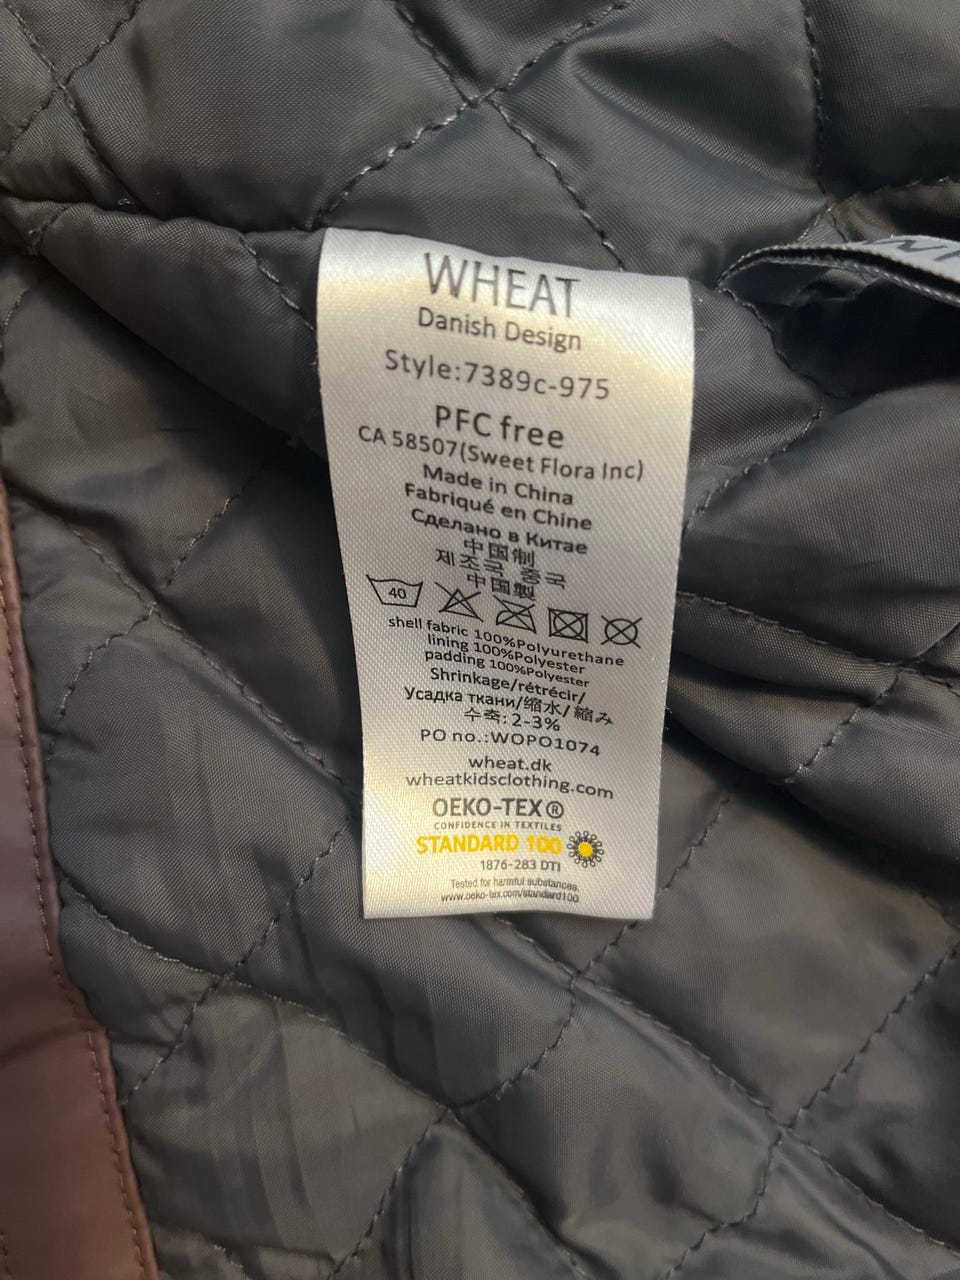 WHEAT
Danish Design
Style:7389c-975
PFC free
CA 58507(Sweet Flora Inc)
Made in China
Fabriqué en Chine
Сделано в Китае
中国制
제조국 중국
中国製
40
shell fabric 100%Polyurethane
lining 100%Polyester
padding 100%Polyester
Shrinkage/rétrécir/
Усадка ткани/缩水/縮み
수축: 2-3%
PO no.:WOPO1074
wheat.dk
wheatkidsclothing.com
OEKO-TEX®
CONFIDENCE IN TEXTILES
STANDARD 100
1876-283 DTI
Tested for harmful substances.
www.oeko-tex.com/standard100